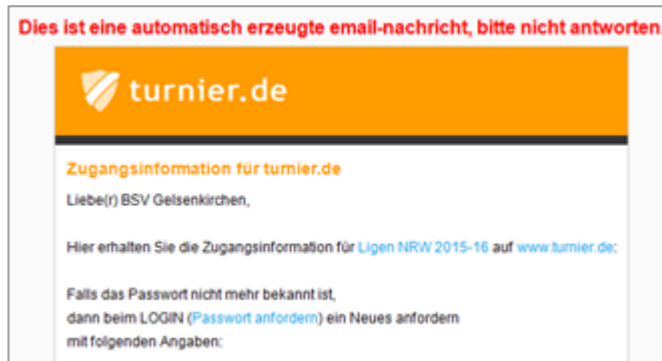 Dies ist eine automatisch erzeugte email-nachricht, bitte nicht antworten.
turnier.de
Zugangsinformation für turnier.de
Liebe(r) BSV Gelsenkirchen,
Hier erhalten Sie die Zugangsinformation für Ligen NRW 2015-16 auf www.turnier.de:
Falls das Passwort nicht mehr bekannt ist,
dann beim LOGIN (Passwort anfordern) ein Neues anfordern
mit folgenden Angaben: